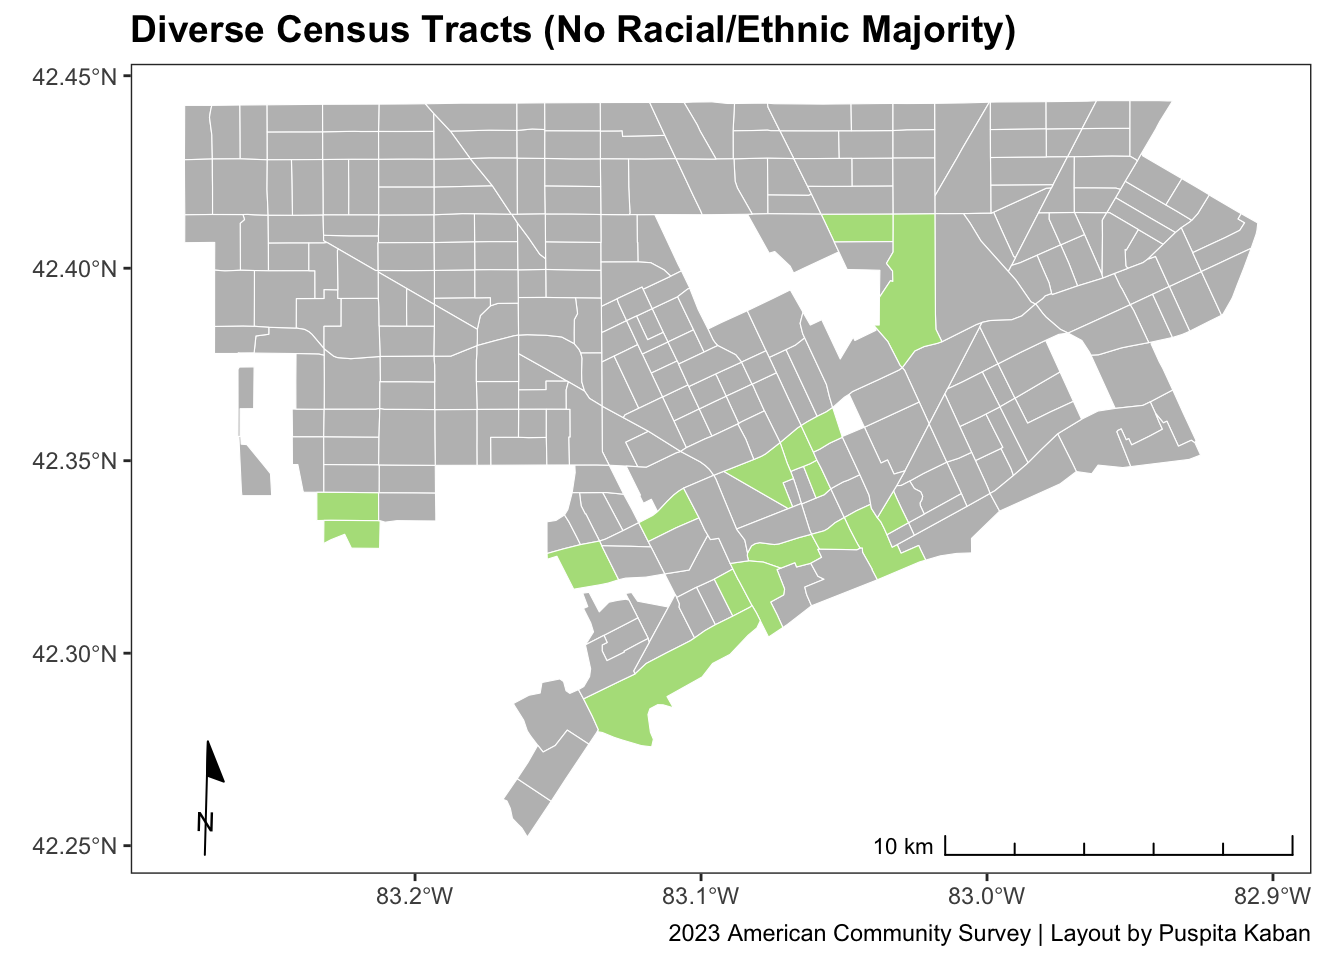 Diverse Census Tracts (No Racial/Ethnic Majority)
42.45°N
42.40°N
42.35°N
42.30°N
42.25°N
N
10 km
83.2°W
83.1°W
83.0°W
82.9°W
2023 American Community Survey | Layout by Puspita Kaban